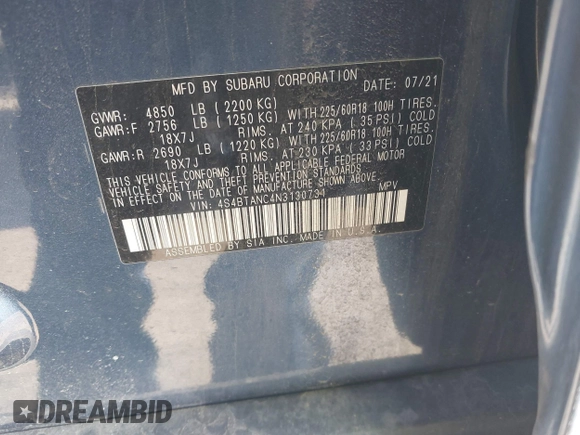 MFD BY SUBARU CORPORATION DATE: 07/21
GVWR: 4850 LB (2200 KG)
GAWR:F 2756 LB (1250 KG) WITH 225/60R18 100H TIRES.
18X7J RIMS. AT 240 KPA (35 PSI) COLD
GAWR:R 2690 LB (1220 KG) WITH 225/60R18 100H TIRES.
18X7J RIMS. AT 230 KPA (33 PSI) COLD
THIS VEHICLE CONFORMS TO ALL APPLICABLE FEDERAL MOTOR
VEHICLE SAFETY AND THEFT PREVENTION STANDARDS IN EFFECT
ON THE DATE OF MANUFACTURE SHOWN ABOVE.
VIN: 4S4BTANC4N3130731 MPV
ASSEMBLED BY SIA INC. MADE IN U.S.A.
DREAMBID